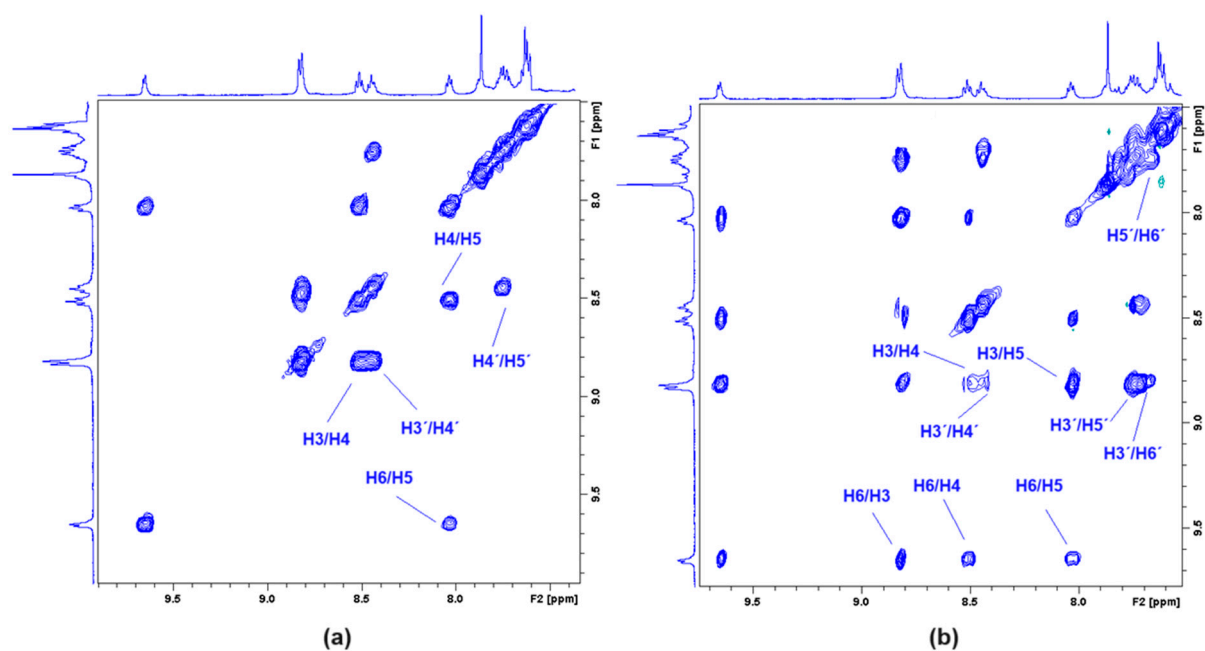 F1 [ppm]
8.0
8.5
9.0
9.5
H4/H5
H4´/H5´
H3/H4
H3´/H4´
H6/H5
9.5
9.0
8.5
8.0
F2 [ppm]
(a)
F1 [ppm]
8.0
8.5
9.0
9.5
H5´/H6´
H3/H4
H3/H5
H3´/H4´
H3´/H5´
H3´/H6´
H6/H3
H6/H4
H6/H5
9.5
9.0
8.5
8.0
F2 [ppm]
(b)